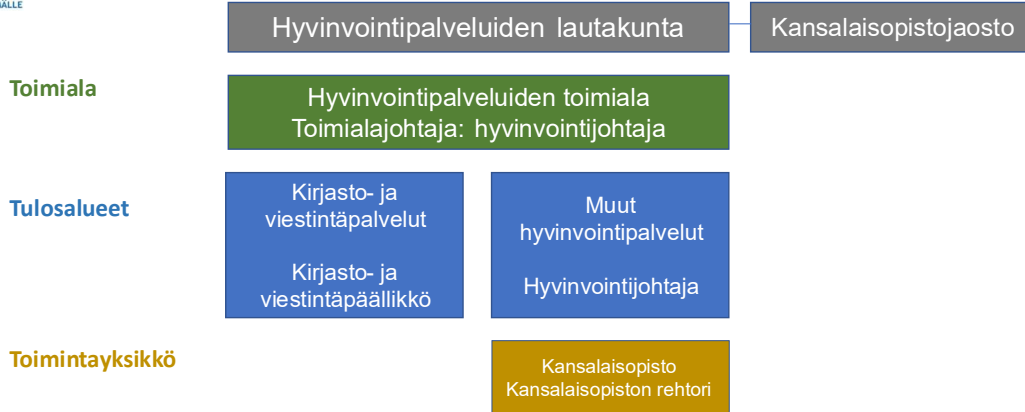 Hyvinvointipalveluiden lautakunta
Kansalaisopistojaosto
Toimiala
Hyvinvointipalveluiden toimiala
Toimialajohtaja: hyvinvointijohtaja
Tulosalueet
Kirjasto- ja
viestintäpalvelut
Kirjasto- ja
viestintäpäällikkö
Muut
hyvinvointipalvelut
Hyvinvointijohtaja
Toimintayksikkö
Kansalaisopisto
Kansalaisopiston rehtori